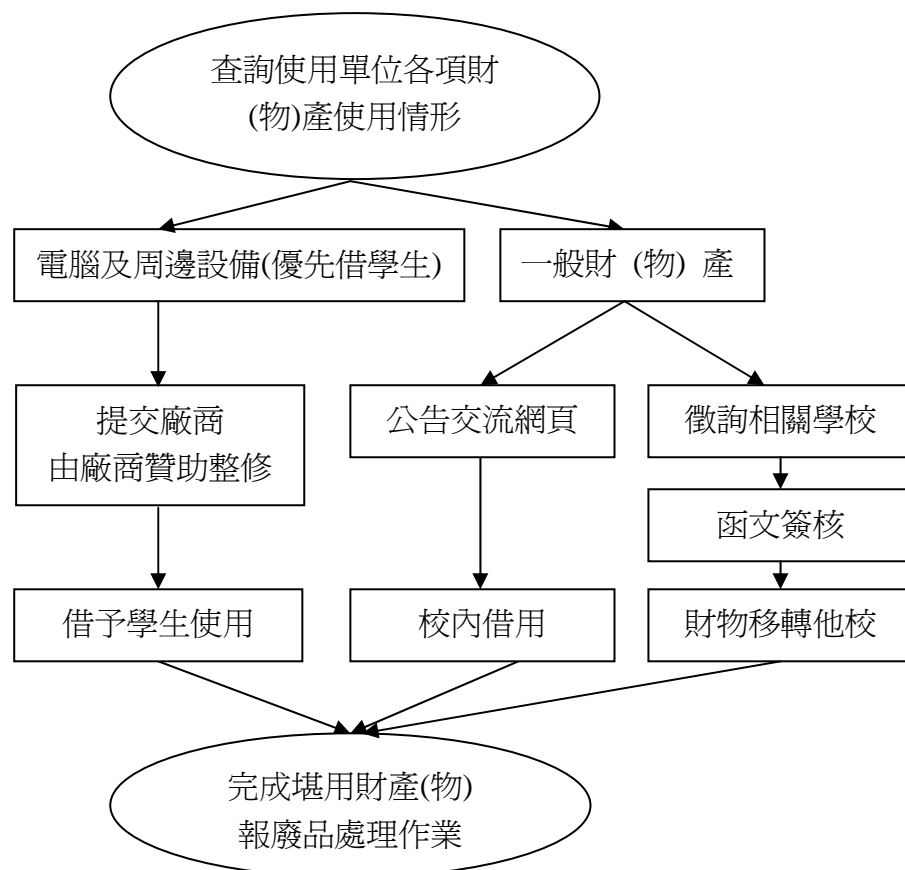 查詢使用單位各項財
(物)產使用情形
電腦及周邊設備(優先借學生)
一般財 (物) 產
提交廠商
由廠商贊助整修
公告交流網頁
徵詢相關學校
函文簽核
借予學生使用
校內借用
財物移轉他校
完成堪用財產(物)
報廢品處理作業